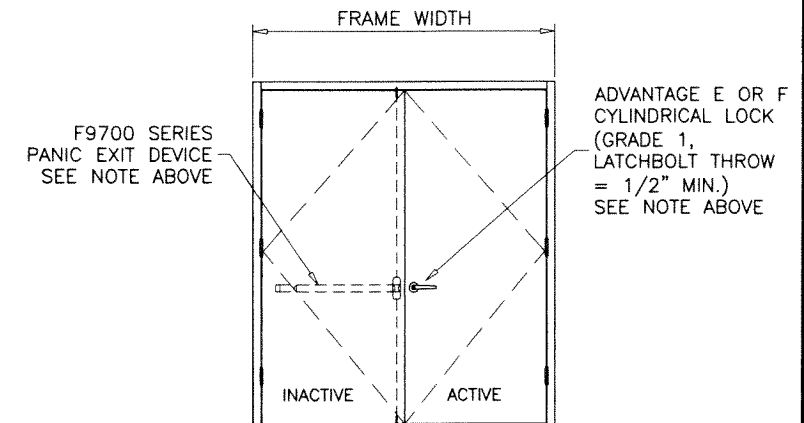 FRAME WIDTH
F9700 SERIES
PANIC EXIT DEVICE
SEE NOTE ABOVE
ADVANTAGE E OR F
CYLINDRICAL LOCK
(GRADE 1,
LATCHBOLT THROW
= 1/2" MIN.)
SEE NOTE ABOVE
INACTIVE
ACTIVE